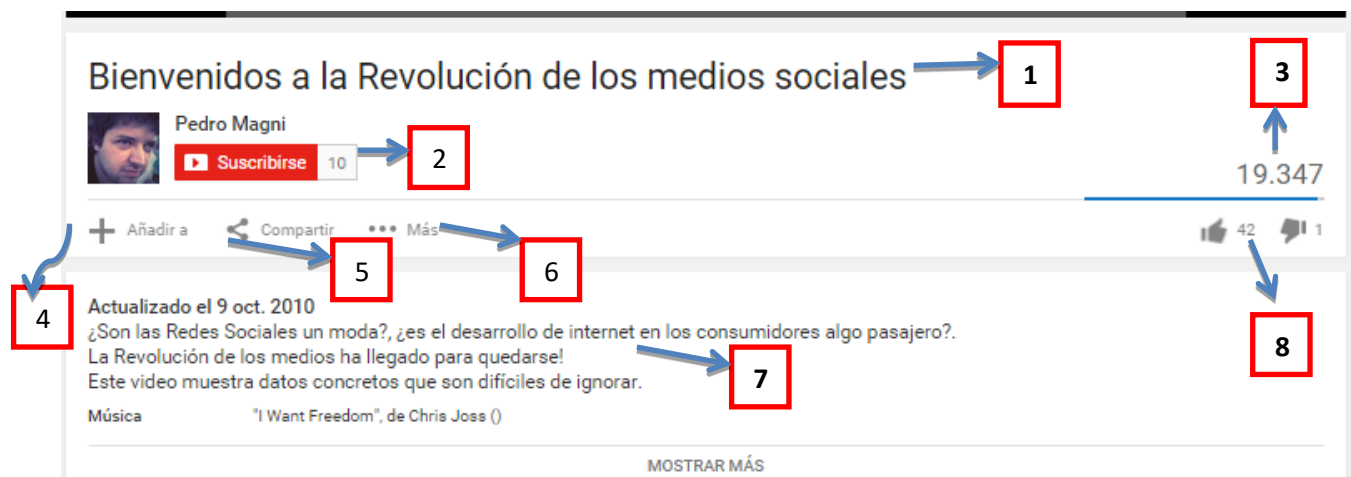 Bienvenidos a la Revolución de los medios sociales
1
3
Pedro Magni
Suscribirse 10
2
19.347
Añadir a Compartir ••• Más
42 1
5
6
4
8
Actualizado el 9 oct. 2010
¿Son las Redes Sociales un moda?, ¿es el desarrollo de internet en los consumidores algo pasajero?.
La Revolución de los medios ha llegado para quedarse!
7
Este video muestra datos concretos que son difíciles de ignorar.
Música "I Want Freedom", de Chris Joss ()
MOSTRAR MÁS